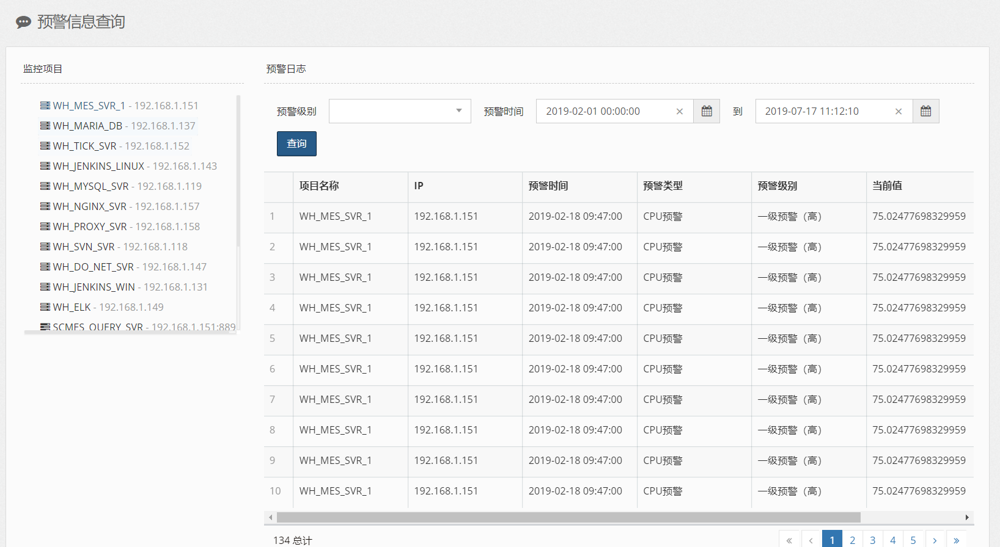 预警信息查询
监控项目
WH_MES_SVR_1 - 192.168.1.151
WH_MARIA_DB - 192.168.1.137
WH_TICK_SVR - 192.168.1.152
WH_JENKINS_LINUX - 192.168.1.143
WH_MYSQL_SVR - 192.168.1.119
WH_NGINX_SVR - 192.168.1.157
WH_PROXY_SVR - 192.168.1.158
WH_SVN_SVR - 192.168.1.118
WH_DO_NET_SVR - 192.168.1.147
WH_JENKINS_WIN - 192.168.1.131
WH_ELK - 192.168.1.149
SCMES_QUERY_SVR - 192.168.1.151:889
预警日志
预警级别 预警时间 2019-02-01 00:00:00 × 到 2019-07-17 11:12:10 ×
查询
项目名称 IP 预警时间 预警类型 预警级别 当前值
1 WH_MES_SVR_1 192.168.1.151 2019-02-18 09:47:00 CPU预警 一级预警（高） 75.02477698329959
2 WH_MES_SVR_1 192.168.1.151 2019-02-18 09:47:00 CPU预警 一级预警（高） 75.02477698329959
3 WH_MES_SVR_1 192.168.1.151 2019-02-18 09:47:00 CPU预警 一级预警（高） 75.02477698329959
4 WH_MES_SVR_1 192.168.1.151 2019-02-18 09:47:00 CPU预警 一级预警（高） 75.02477698329959
5 WH_MES_SVR_1 192.168.1.151 2019-02-18 09:47:00 CPU预警 一级预警（高） 75.02477698329959
6 WH_MES_SVR_1 192.168.1.151 2019-02-18 09:47:00 CPU预警 一级预警（高） 75.02477698329959
7 WH_MES_SVR_1 192.168.1.151 2019-02-18 09:47:00 CPU预警 一级预警（高） 75.02477698329959
8 WH_MES_SVR_1 192.168.1.151 2019-02-18 09:47:00 CPU预警 一级预警（高） 75.02477698329959
9 WH_MES_SVR_1 192.168.1.151 2019-02-18 09:47:00 CPU预警 一级预警（高） 75.02477698329959
10 WH_MES_SVR_1 192.168.1.151 2019-02-18 09:47:00 CPU预警 一级预警（高） 75.02477698329959
134 总计 « ‹ 1 2 3 4 5 › »